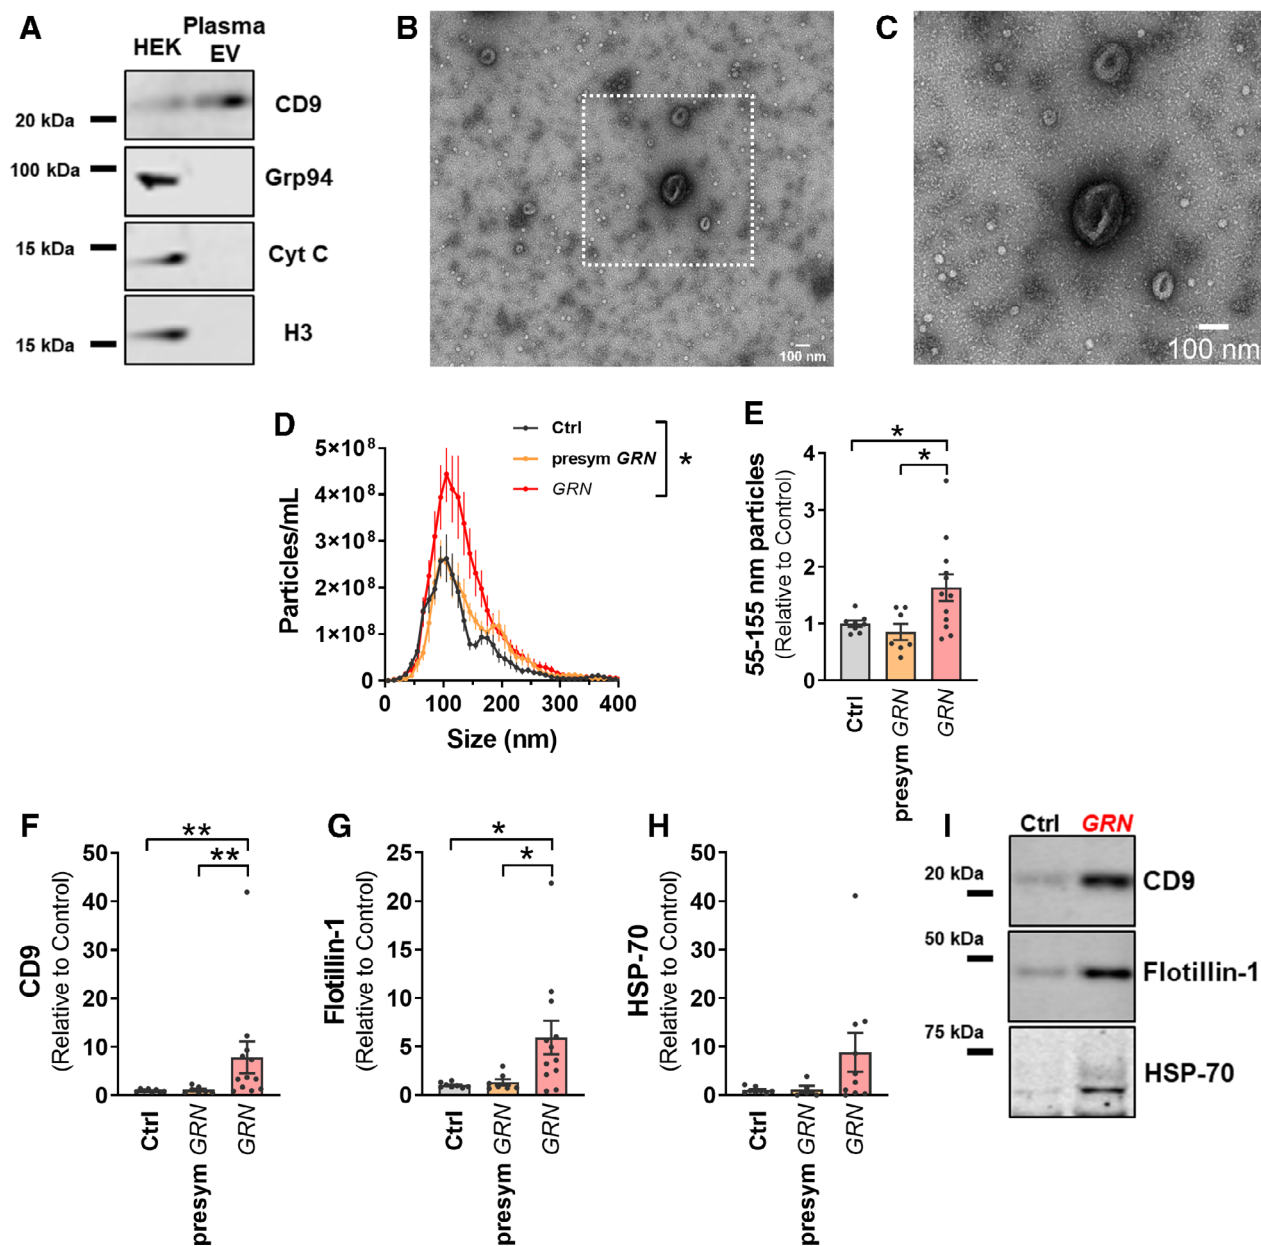 A
HEK
Plasma
EV
20 kDa
CD9
100 kDa
Grp94
15 kDa
Cyt C
15 kDa
H3
B
100 nm
C
100 nm
D
Ctrl
presym GRN
GRN
*
5×10⁸
4×10⁸
3×10⁸
2×10⁸
1×10⁸
0
Particles/mL
0 100 200 300 400
Size (nm)
E
*
*
4
3
2
1
0
55-155 nm particles
(Relative to Control)
Ctrl
presym GRN
GRN
F
**
**
50
40
30
20
10
0
CD9
(Relative to Control)
Ctrl
presym GRN
GRN
G
*
*
25
20
15
10
5
0
Flotillin-1
(Relative to Control)
Ctrl
presym GRN
GRN
H
50
40
30
20
10
0
HSP-70
(Relative to Control)
Ctrl
presym GRN
GRN
I
Ctrl GRN
20 kDa
CD9
50 kDa
Flotillin-1
75 kDa
HSP-70